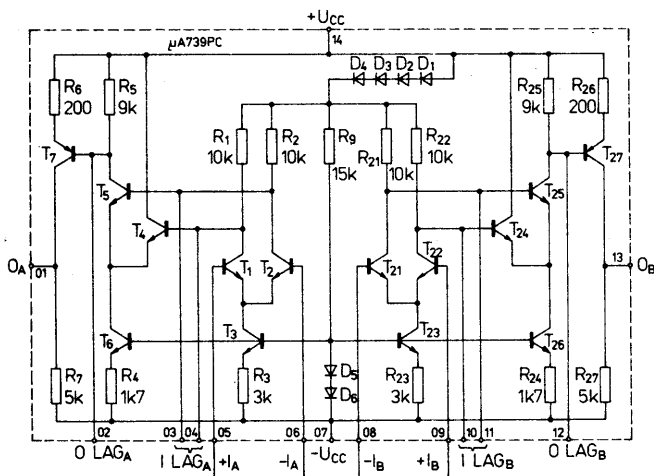 +UCC
14
µA739PC
D4 D3 D2 D1
R6
200
R5
9k
R25
9k
R26
200
R1
10k
R2
10k
R9
15k
R21
10k
R22
10k
T7
T27
T5
T25
T4
T24
T1
T2
T21
T22
OA
01
13
OB
T6
T3
T23
T26
R7
5k
R4
1k7
R3
3k
D5
D6
R23
3k
R24
1k7
R27
5k
02
03
04
05
06
07
08
09
10
11
12
O LAGA
I LAGA
+IA
-IA
-UCC
-IB
+IB
I LAGB
O LAGB